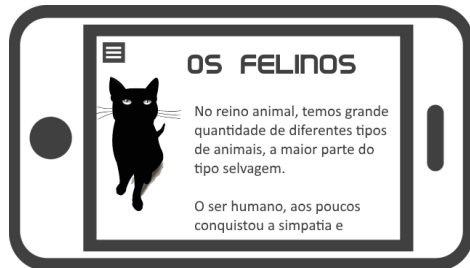 OS FELINOS
No reino animal, temos grande
quantidade de diferentes tipos
de animais, a maior parte do
tipo selvagem.
O ser humano, aos poucos
conquistou a simpatia e